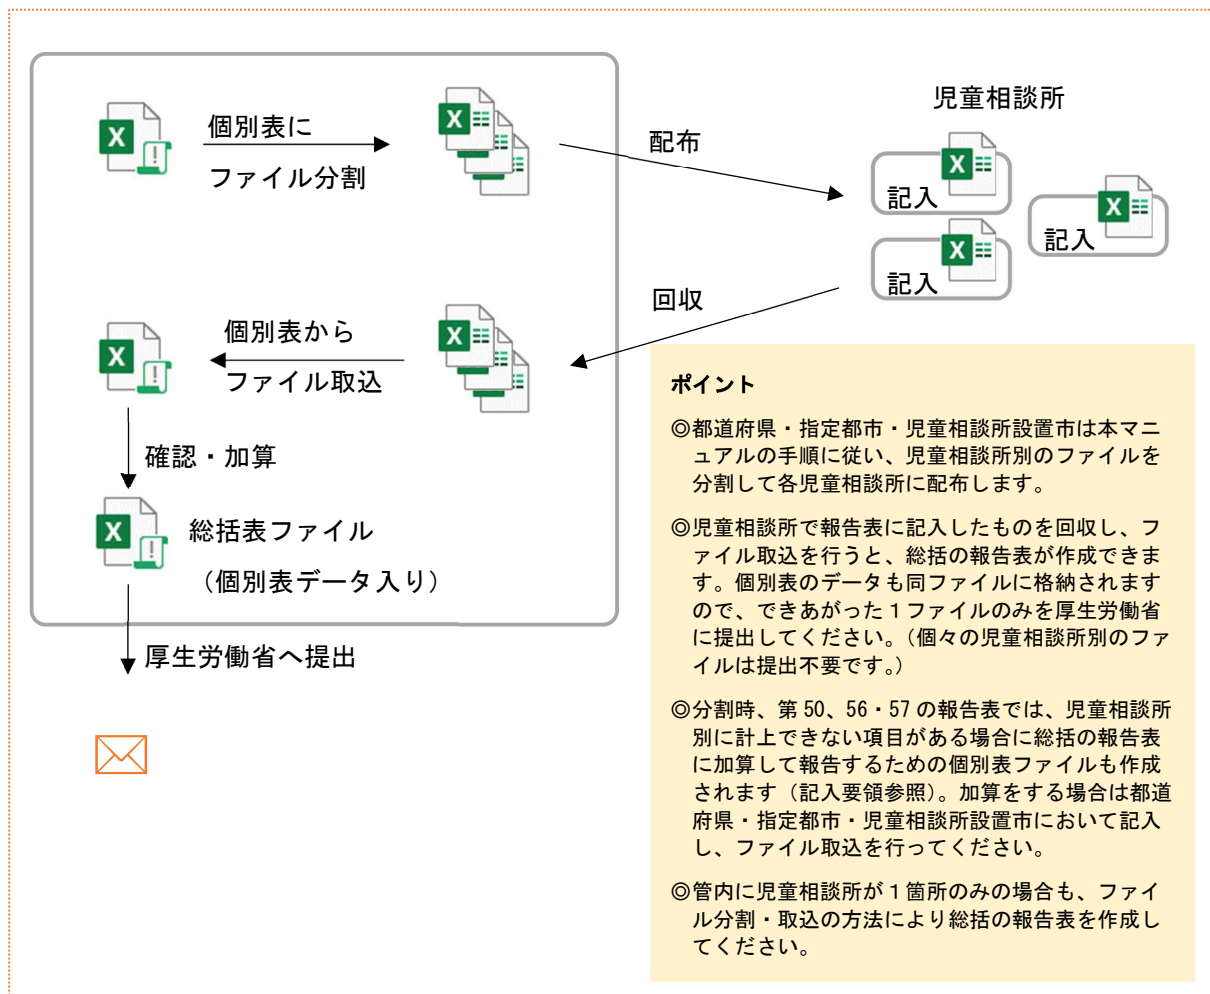 個別表に
ファイル分割
配布
児童相談所
記入
記入
記入
回収
個別表から
ファイル取込
確認・加算
総括表ファイル
（個別表データ入り）
厚生労働省へ提出
ポイント
◎都道府県・指定都市・児童相談所設置市は本マニ
ュアルの手順に従い、児童相談所別のファイルを
分割して各児童相談所に配布します。
◎児童相談所で報告表に記入したものを回収し、フ
ァイル取込を行うと、総括の報告表が作成できま
す。個別表のデータも同ファイルに格納されます
ので、できあがった１ファイルのみを厚生労働省
に提出してください。（個々の児童相談所別のファ
イルは提出不要です。）
◎分割時、第 50、56・57 の報告表では、児童相談所
別に計上できない項目がある場合に総括の報告表
に加算して報告するための個別表ファイルも作成
されます（記入要領参照）。加算をする場合は都道
府県・指定都市・児童相談所設置市において記入
し、ファイル取込を行ってください。
◎管内に児童相談所が１箇所のみの場合も、ファイ
ル分割・取込の方法により総括の報告表を作成し
てください。